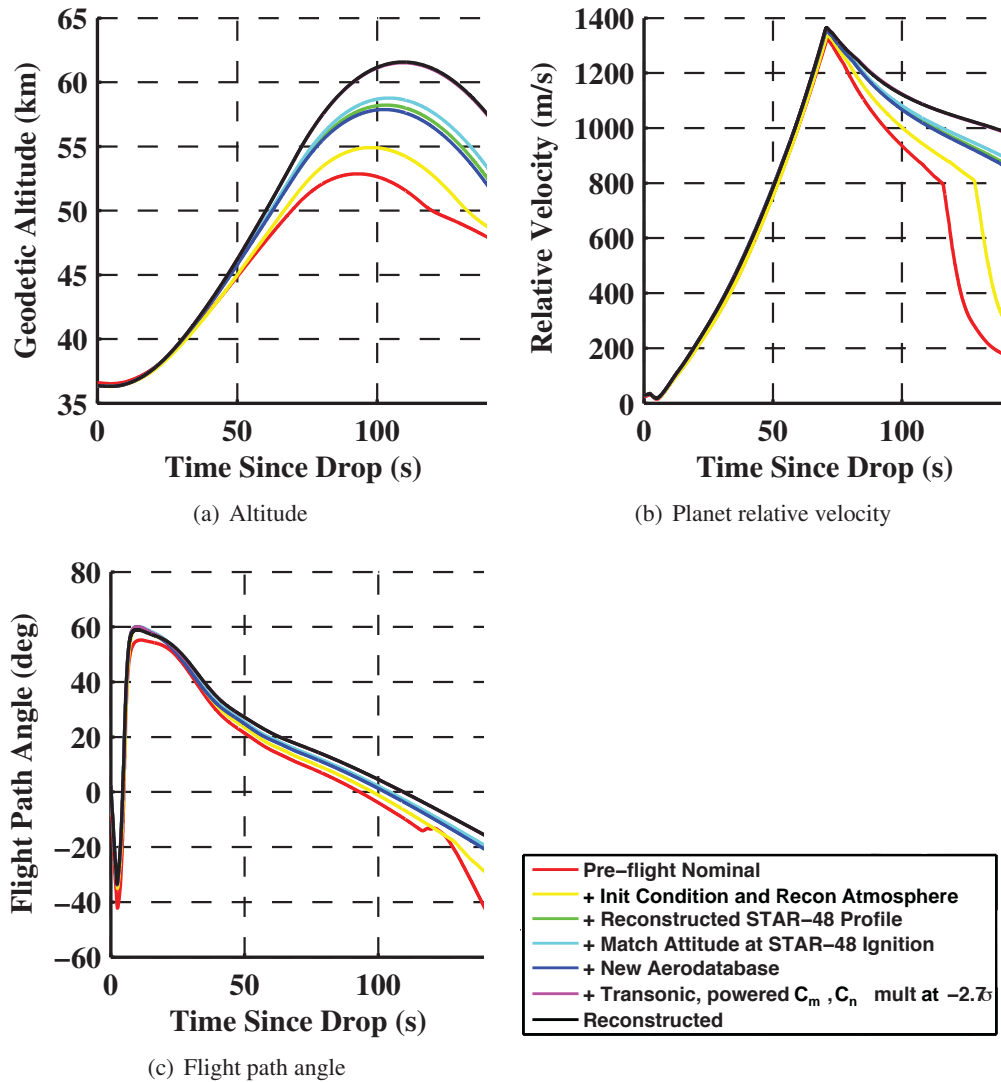 65
60
55
50
45
40
35
Geodetic Altitude (km)
0
50
100
Time Since Drop (s)
(a) Altitude
1400
1200
1000
800
600
400
200
0
Relative Velocity (m/s)
0
50
100
Time Since Drop (s)
(b) Planet relative velocity
80
60
40
20
0
−20
−40
−60
Flight Path Angle (deg)
0
50
100
Time Since Drop (s)
(c) Flight path angle
Pre−flight Nominal
+ Init Condition and Recon Atmosphere
+ Reconstructed STAR−48 Profile
+ Match Attitude at STAR−48 Ignition
+ New Aerodatabase
+ Transonic, powered C_m , C_n mult at −2.7σ
Reconstructed